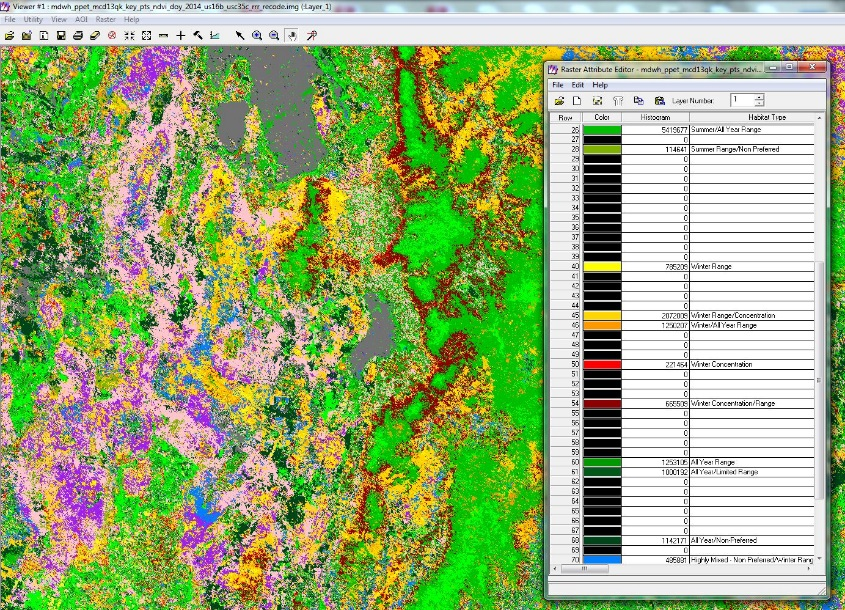 Viewer #1 : mdwh_ppet_mcd13qk_key_pts_ndvi_doy_2014_us16b_usc35c_rrr_recode.img (:Layer_1)
File Utility View AOI Raster Help
Raster Attribute Editor - mdwh_ppet_mcd13qk_key_pts_ndvi...
File Edit Help
Layer Number: 1
Row Color Histogram Habitat Type
26 5419677 Summer/All Year Range
27 0
28 114641 Summer Range/Non Preferred
29 0
30 0
31 0
32 0
33 0
34 0
35 0
36 0
37 0
38 0
39 0
40 785209 Winter Range
41 0
42 0
43 0
44 0
45 2072009 Winter Range/Concentration
46 1250207 Winter/All Year Range
47 0
48 0
49 0
50 221464 Winter Concentration
51 0
52 0
53 0
54 665509 Winter Concentration/Range
55 0
56 0
57 0
58 0
59 0
60 1253105 All Year Range
61 1000192 All Year/Limited Range
62 0
63 0
64 0
65 0
66 0
67 0
68 1142171 All Year/Non-Preferred
69 0
70 495081 Highly Mixed - Non Preferred/Winter Rang